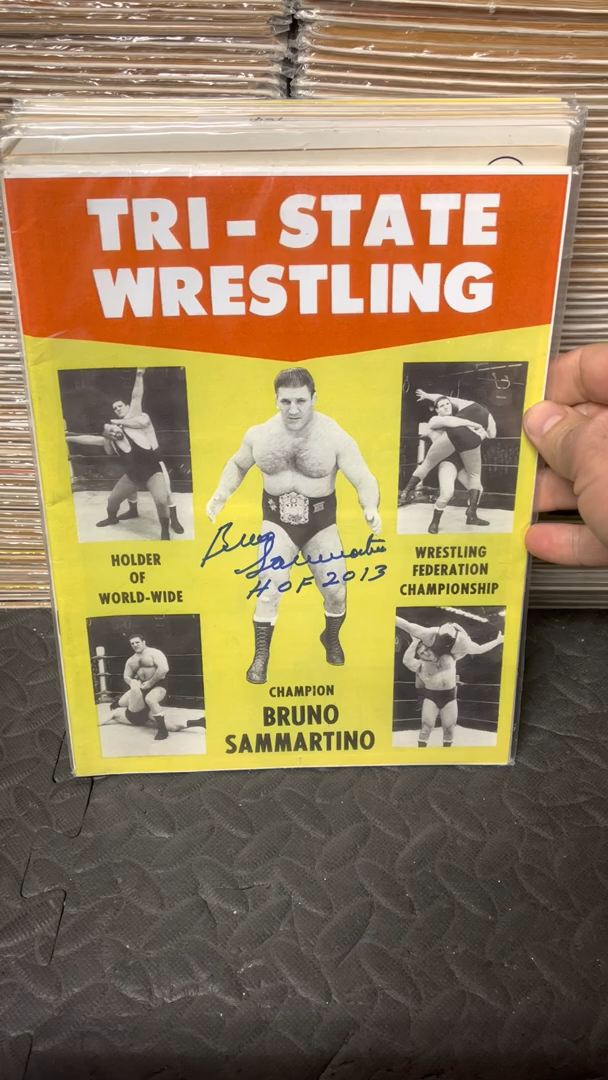 TRI - STATE
WRESTLING
Bruno
Sammartino
HOF 2013
HOLDER
OF
WORLD-WIDE
WRESTLING
FEDERATION
CHAMPIONSHIP
CHAMPION
BRUNO
SAMMARTINO